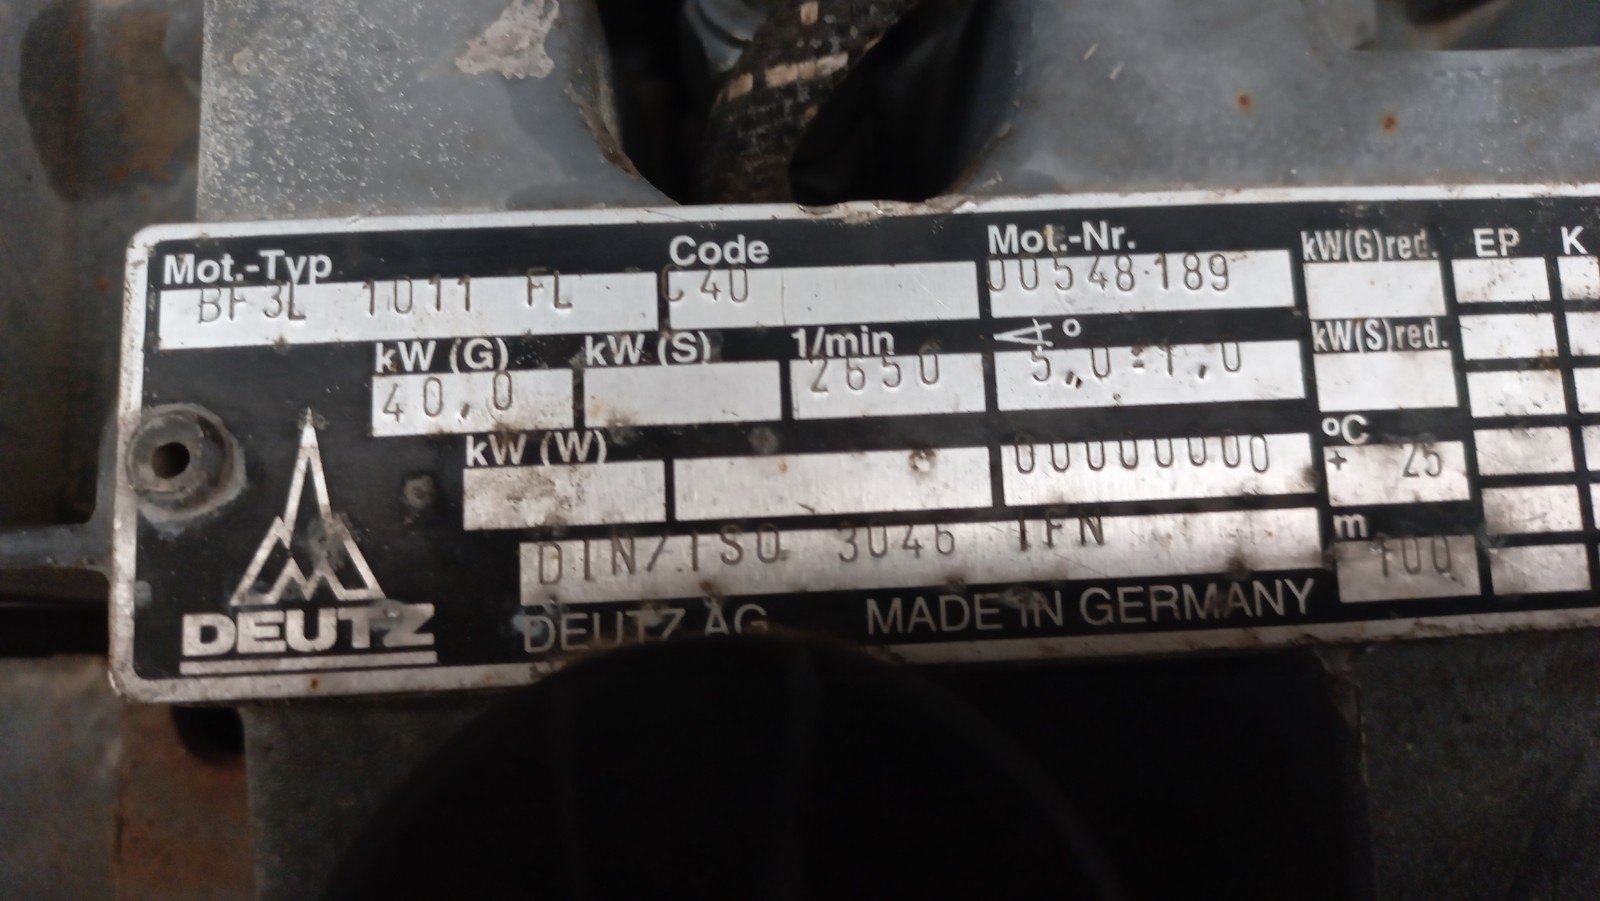 Mot.-Typ Code Mot.-Nr. kW(G)red. EP K
BF3L 1011 FL C40 00548189
kW (G) kW (S) 1/min ∢° kW(S)red.
40,0 2650 5,0-1,0
kW (W) °C
00000000 + 25
DIN/ISO 3046 IFN m
100
DEUTZ DEUTZ AG MADE IN GERMANY